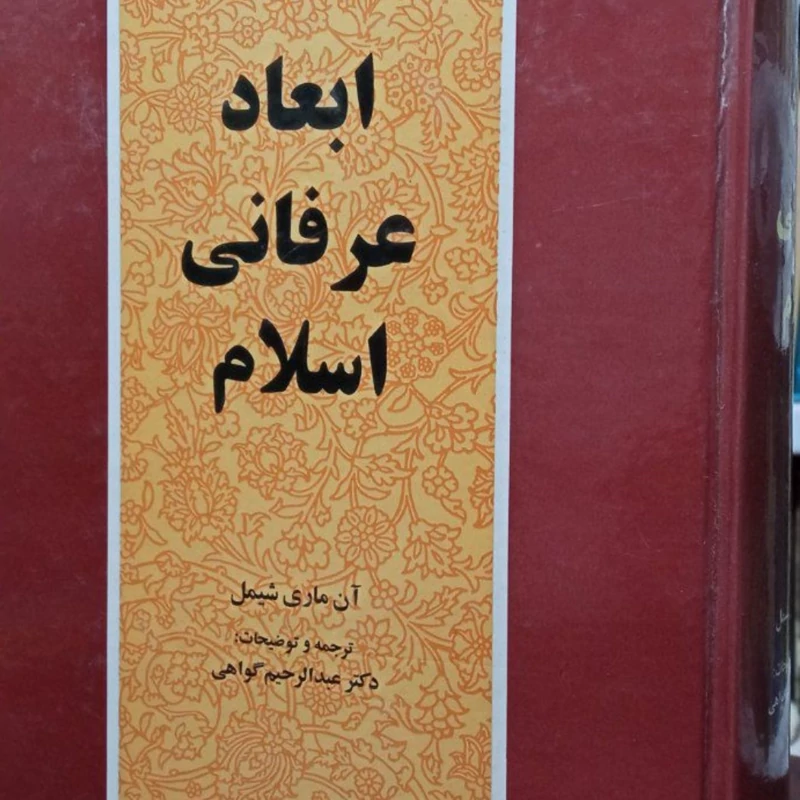 ابعاد
عرفانی
اسلام
آن ماری شیمل
ترجمه و توضیحات:
دکتر عبدالرحیم گواهی